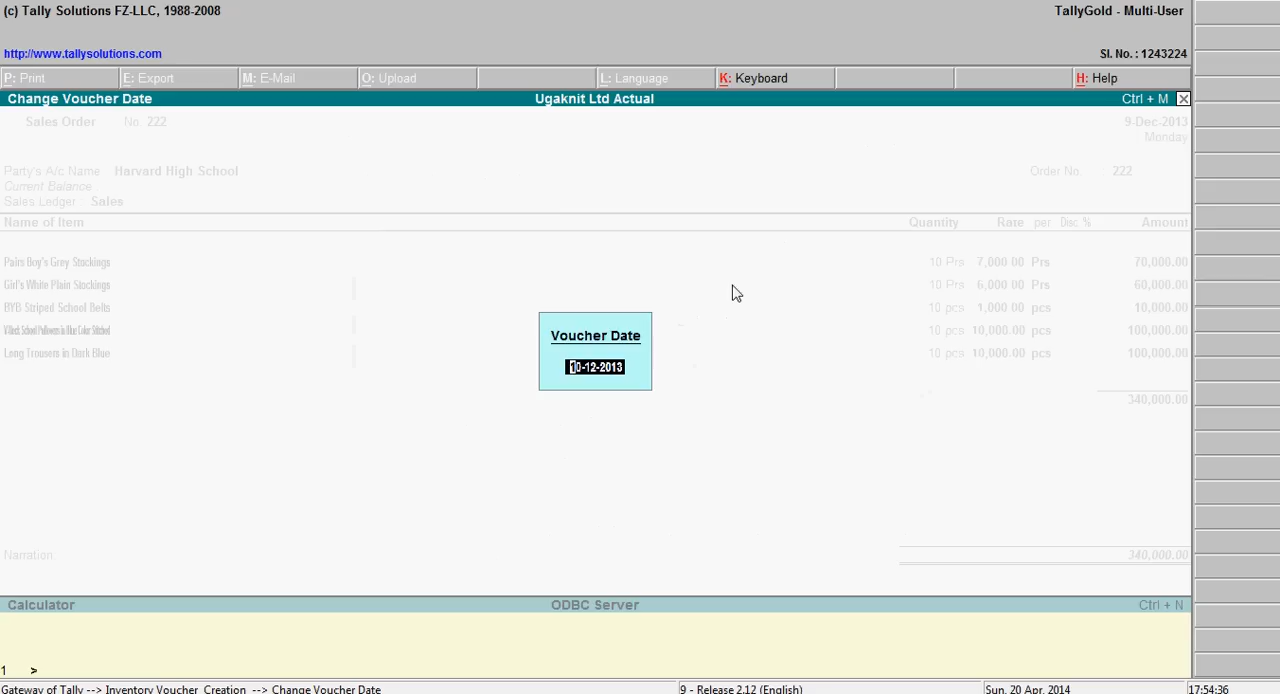 (c) Tally Solutions FZ-LLC, 1988-2008 TallyGold - Multi-User
http://www.tallysolutions.com Sl. No. : 1243224
P: Print E: Export M: E-Mail O: Upload L: Language K: Keyboard H: Help
Change Voucher Date Ugaknit Ltd Actual Ctrl + M
Sales Order No. 222 9-Dec-2013
Monday
Party's A/c Name Harvard High School Order No. : 222
Current Balance
Sales Ledger Sales
Name of Item Quantity Rate per Disc % Amount
Pairs Boy's Grey Stockings 10 Prs 7,000.00 Prs 70,000.00
Girl's White Plain Stockings 10 Prs 6,000.00 Prs 60,000.00
BYB Striped School Belts 10 pcs 1,000.00 pcs 10,000.00
10 pcs 10,000.00 pcs 100,000.00
Long Trousers in Dark Blue 10 pcs 10,000.00 pcs 100,000.00
Voucher Date
10-12-2013
340,000.00
Narration 340,000.00
Calculator ODBC Server Ctrl + N
1 >
Gateway of Tally --> Inventory Voucher Creation --> Change Voucher Date 9 - Release 2.12 (English) Sun, 20 Apr, 2014 17:54:36